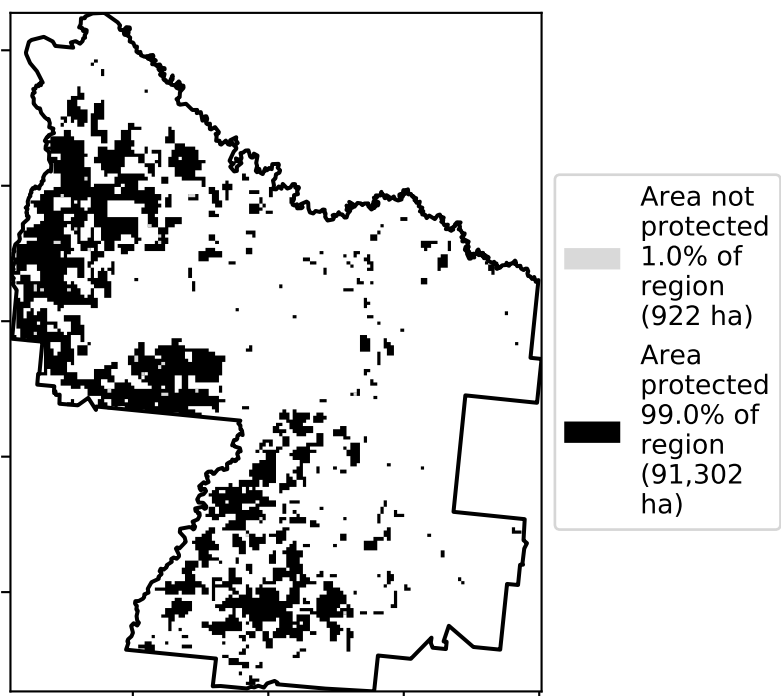 Area not
protected
1.0% of
region
(922 ha)
Area
protected
99.0% of
region
(91,302
ha)